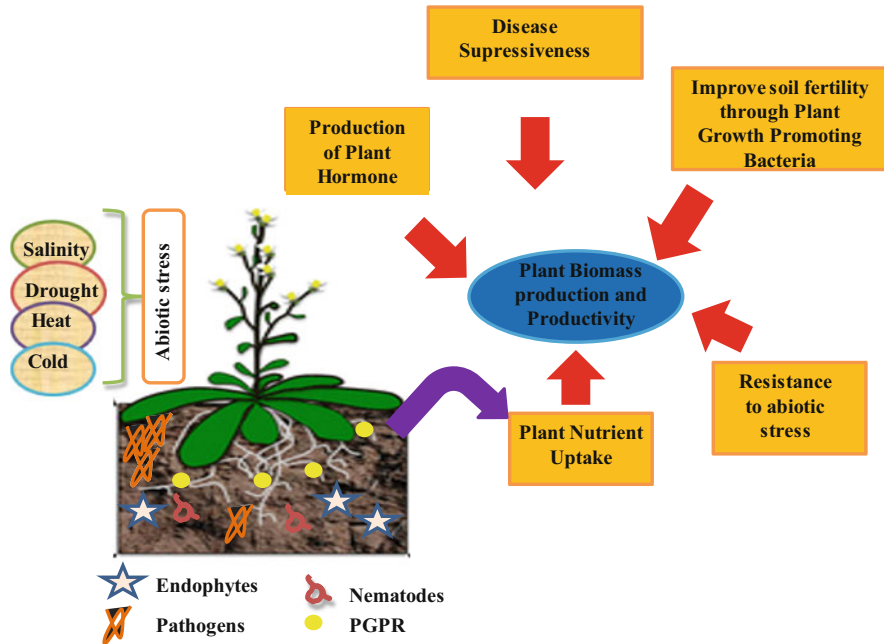 Disease
Supressiveness
Improve soil fertility
through Plant
Growth Promoting
Bacteria
Production
of Plant
Hormone
Salinity
Drought
Heat
Cold
Abiotic stress
Plant Biomass
production and
Productivity
Resistance
to abiotic
stress
Plant Nutrient
Uptake
Endophytes
Nematodes
Pathogens
PGPR